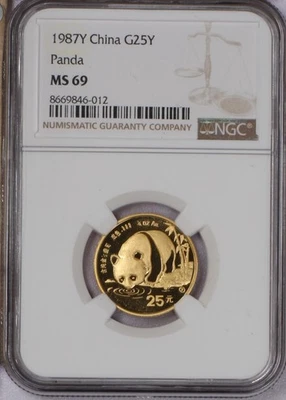 1987Y China G25Y
Panda
MS 69
8669846-012
NUMISMATIC GUARANTY COMPANY
NGC
25元